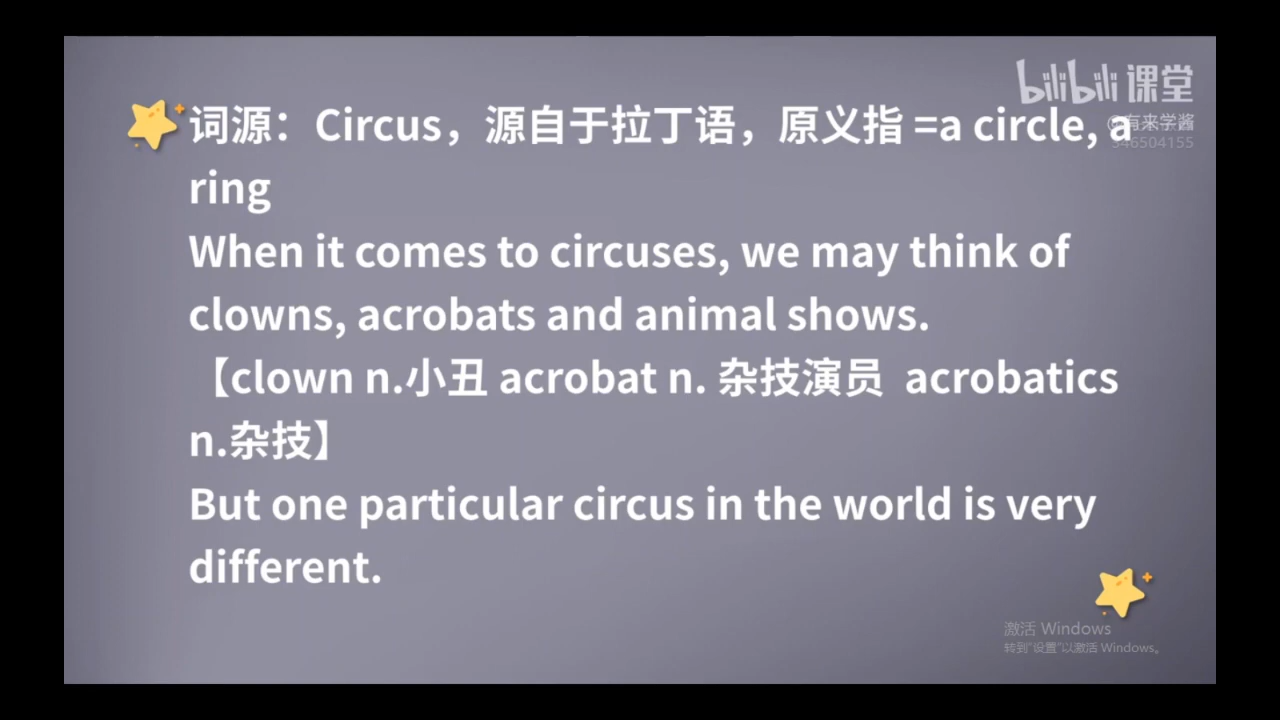 bilibili 课堂
词源：Circus，源自于拉丁语，原义指 =a circle, a
@有来学酱
346504155
ring
When it comes to circuses, we may think of
clowns, acrobats and animal shows.
【clown n.小丑 acrobat n. 杂技演员 acrobatics
n.杂技】
But one particular circus in the world is very
different.
激活 Windows
转到“设置”以激活 Windows。